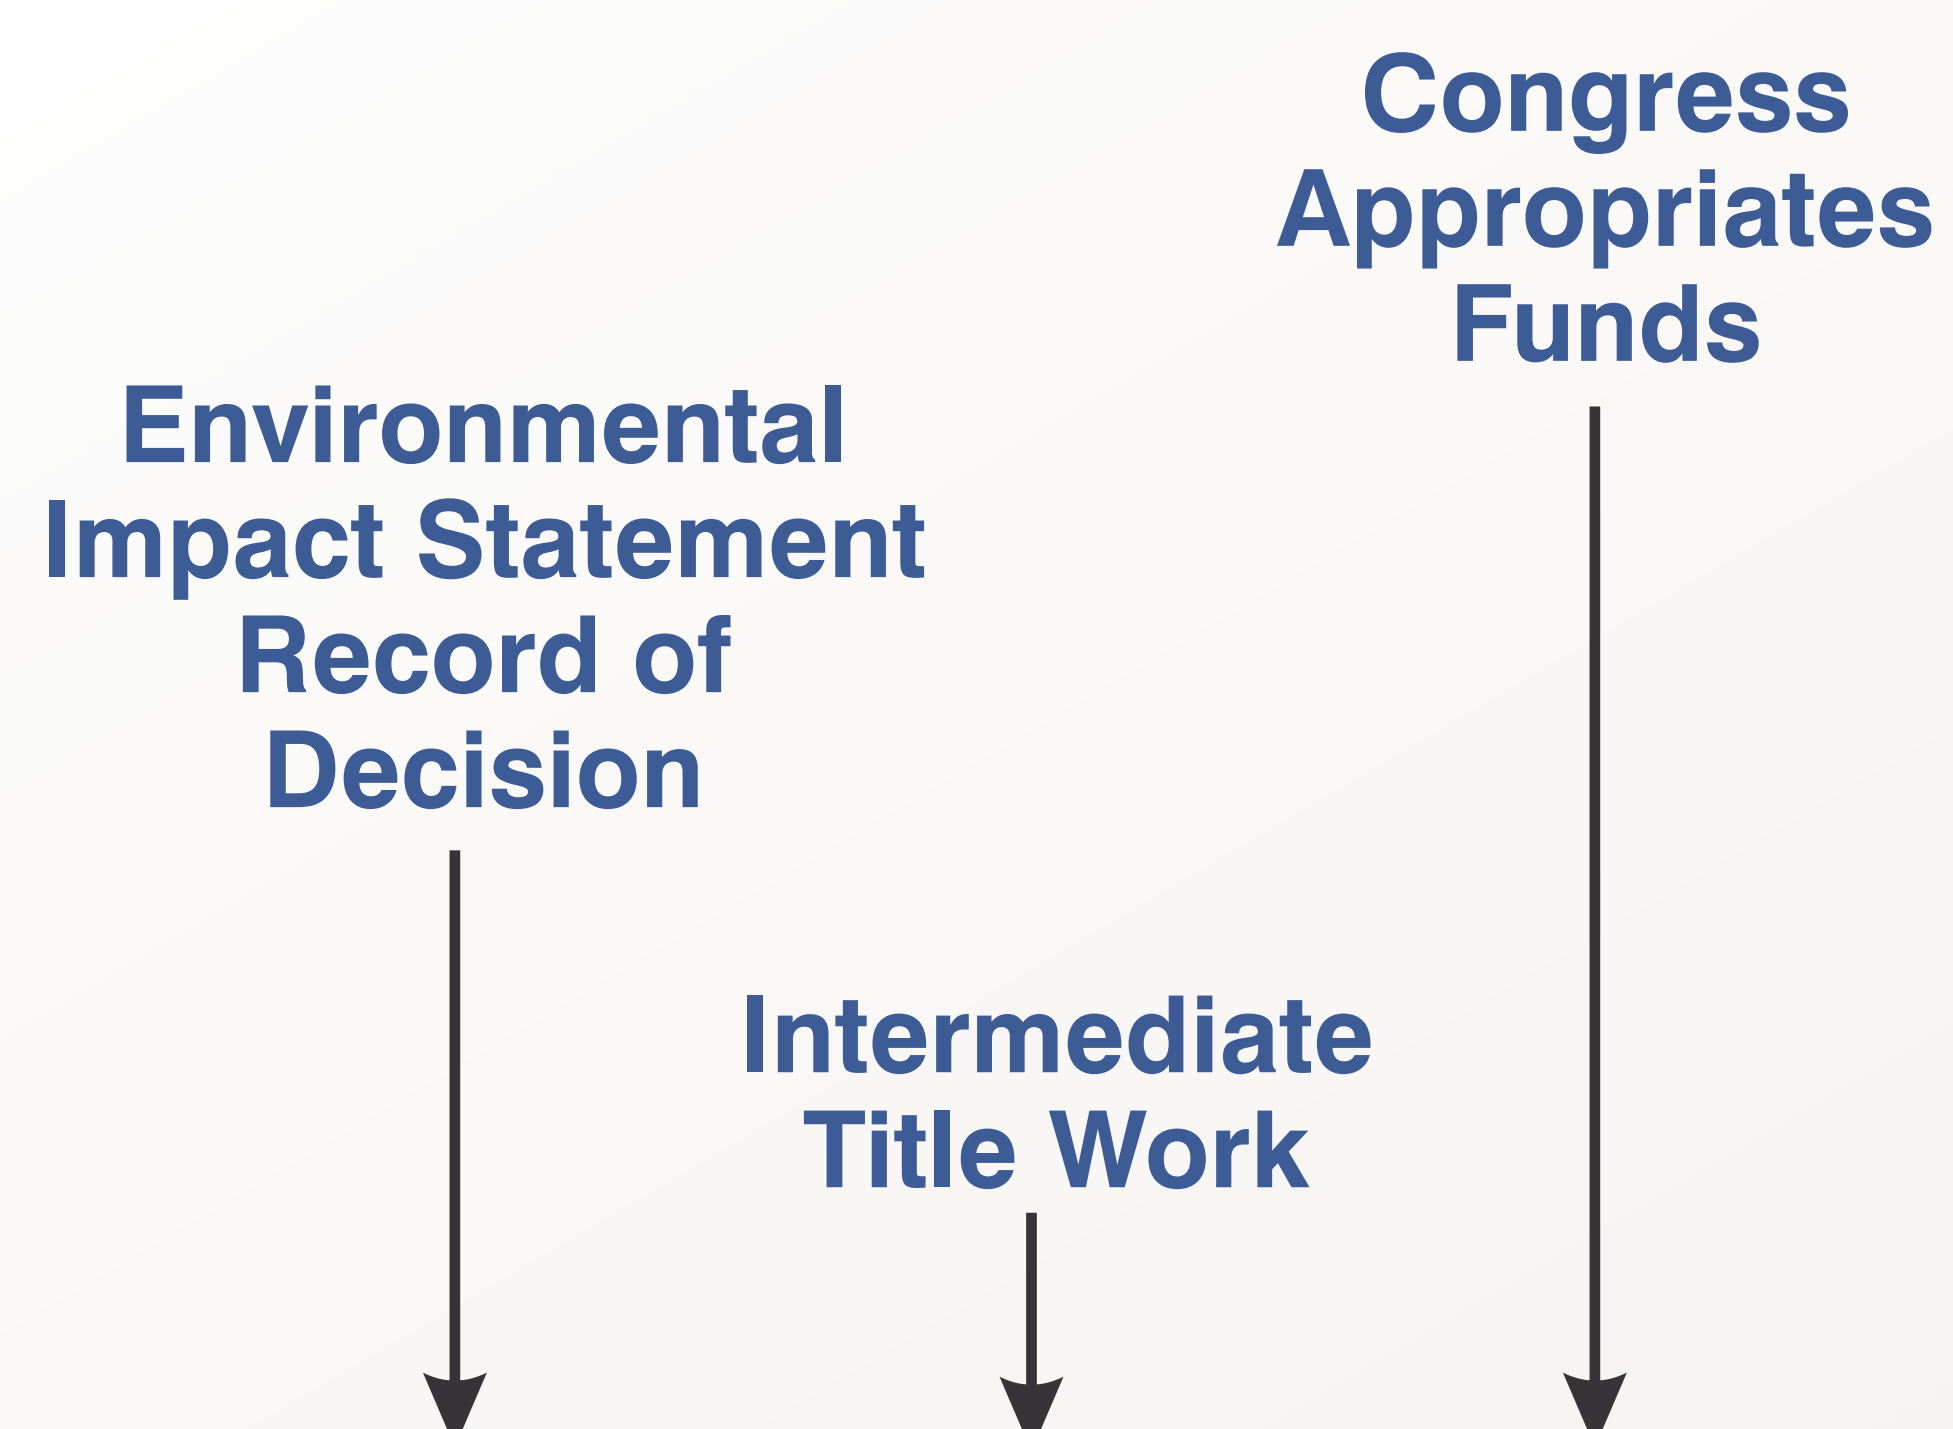 Congress
Appropriates
Funds
Environmental
Impact Statement
Record of
Decision
Intermediate
Title Work